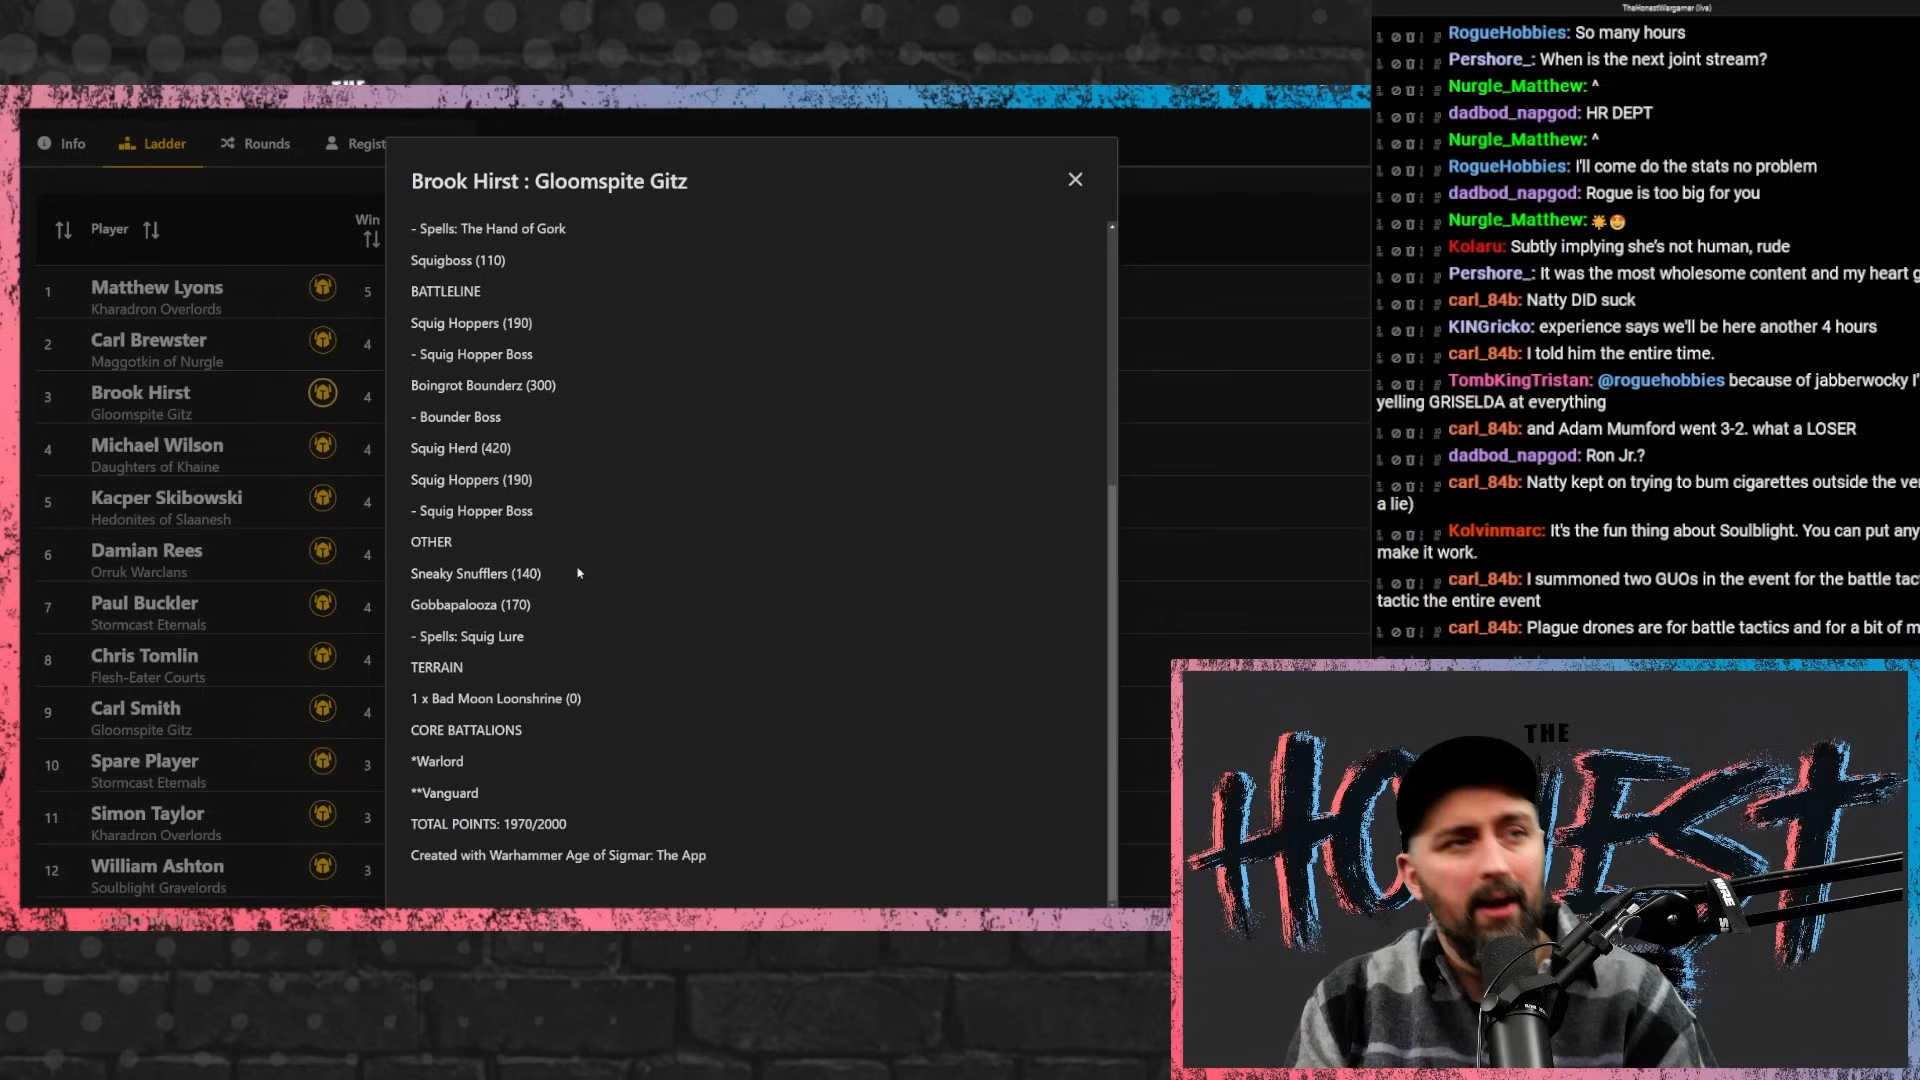 TheHonestWargamer (live)
THE
Info
Ladder
Rounds
Regist
Player
Win
1
Matthew Lyons
Kharadron Overlords
5
2
Carl Brewster
Maggotkin of Nurgle
4
3
Brook Hirst
Gloomspite Gitz
4
4
Michael Wilson
Daughters of Khaine
4
5
Kacper Skibowski
Hedonites of Slaanesh
4
6
Damian Rees
Orruk Warclans
4
7
Paul Buckler
Stormcast Eternals
4
8
Chris Tomlin
Flesh-Eater Courts
4
9
Carl Smith
Gloomspite Gitz
4
10
Spare Player
Stormcast Eternals
3
11
Simon Taylor
Kharadron Overlords
3
12
William Ashton
Soulblight Gravelords
3
Brook Hirst : Gloomspite Gitz
- Spells: The Hand of Gork
Squigboss (110)
BATTLELINE
Squig Hoppers (190)
- Squig Hopper Boss
Boingrot Bounderz (300)
- Bounder Boss
Squig Herd (420)
Squig Hoppers (190)
- Squig Hopper Boss
OTHER
Sneaky Snufflers (140)
Gobbapalooza (170)
- Spells: Squig Lure
TERRAIN
1 x Bad Moon Loonshrine (0)
CORE BATTALIONS
*Warlord
**Vanguard
TOTAL POINTS: 1970/2000
Created with Warhammer Age of Sigmar: The App
RogueHobbies: So many hours
Pershore_: When is the next joint stream?
Nurgle_Matthew: ^
dadbod_napgod: HR DEPT
Nurgle_Matthew: ^
RogueHobbies: I'll come do the stats no problem
dadbod_napgod: Rogue is too big for you
Nurgle_Matthew:
Kolaru: Subtly implying she's not human, rude
Pershore_: It was the most wholesome content and my heart g
carl_84b: Natty DID suck
KINGricko: experience says we'll be here another 4 hours
carl_84b: I told him the entire time.
TombKingTristan: @roguehobbies because of jabberwocky I'
yelling GRISELDA at everything
carl_84b: and Adam Mumford went 3-2. what a LOSER
dadbod_napgod: Ron Jr.?
carl_84b: Natty kept on trying to bum cigarettes outside the ve
a lie)
Kolvinmarc: It's the fun thing about Soulblight. You can put any
make it work.
carl_84b: I summoned two GUOs in the event for the battle tac
tactic the entire event
carl_84b: Plague drones are for battle tactics and for a bit of m
THE
HONEST